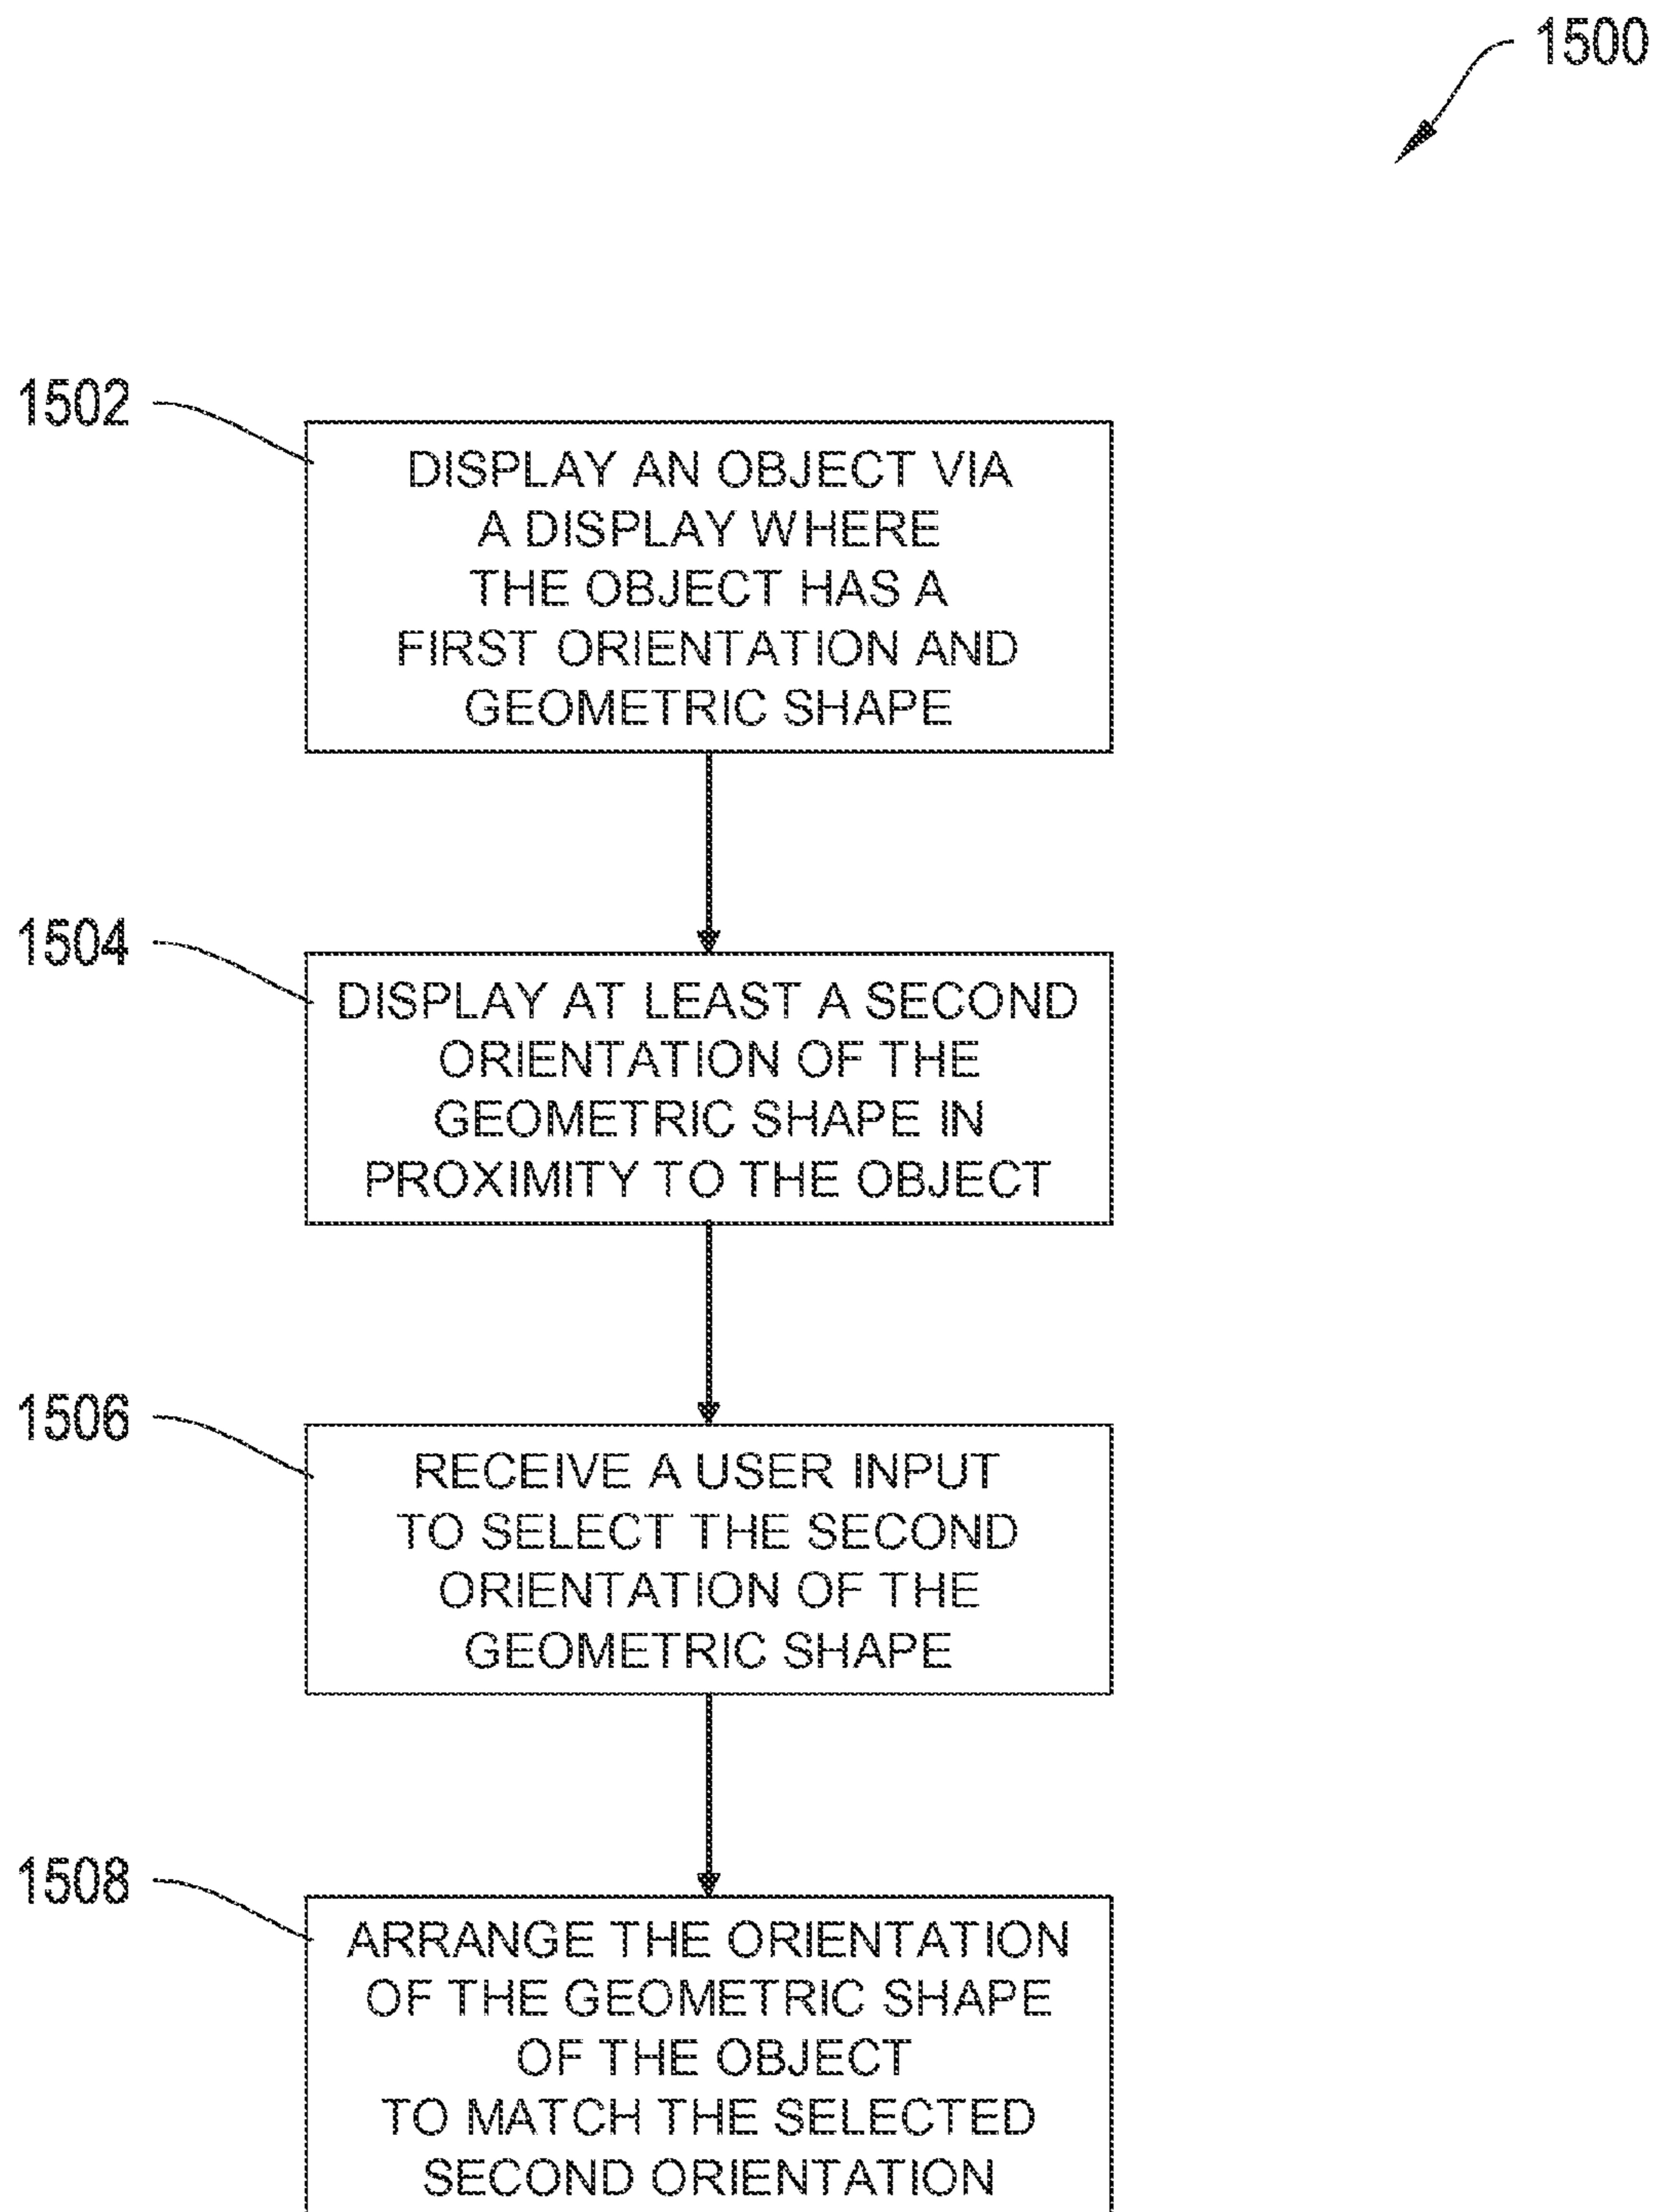 1500
1502
DISPLAY AN OBJECT VIA
A DISPLAY WHERE
THE OBJECT HAS A
FIRST ORIENTATION AND
GEOMETRIC SHAPE
1504
DISPLAY AT LEAST A SECOND
ORIENTATION OF THE
GEOMETRIC SHAPE IN
PROXIMITY TO THE OBJECT
1506
RECEIVE A USER INPUT
TO SELECT THE SECOND
ORIENTATION OF THE
GEOMETRIC SHAPE
1508
ARRANGE THE ORIENTATION
OF THE GEOMETRIC SHAPE
OF THE OBJECT
TO MATCH THE SELECTED
SECOND ORIENTATION